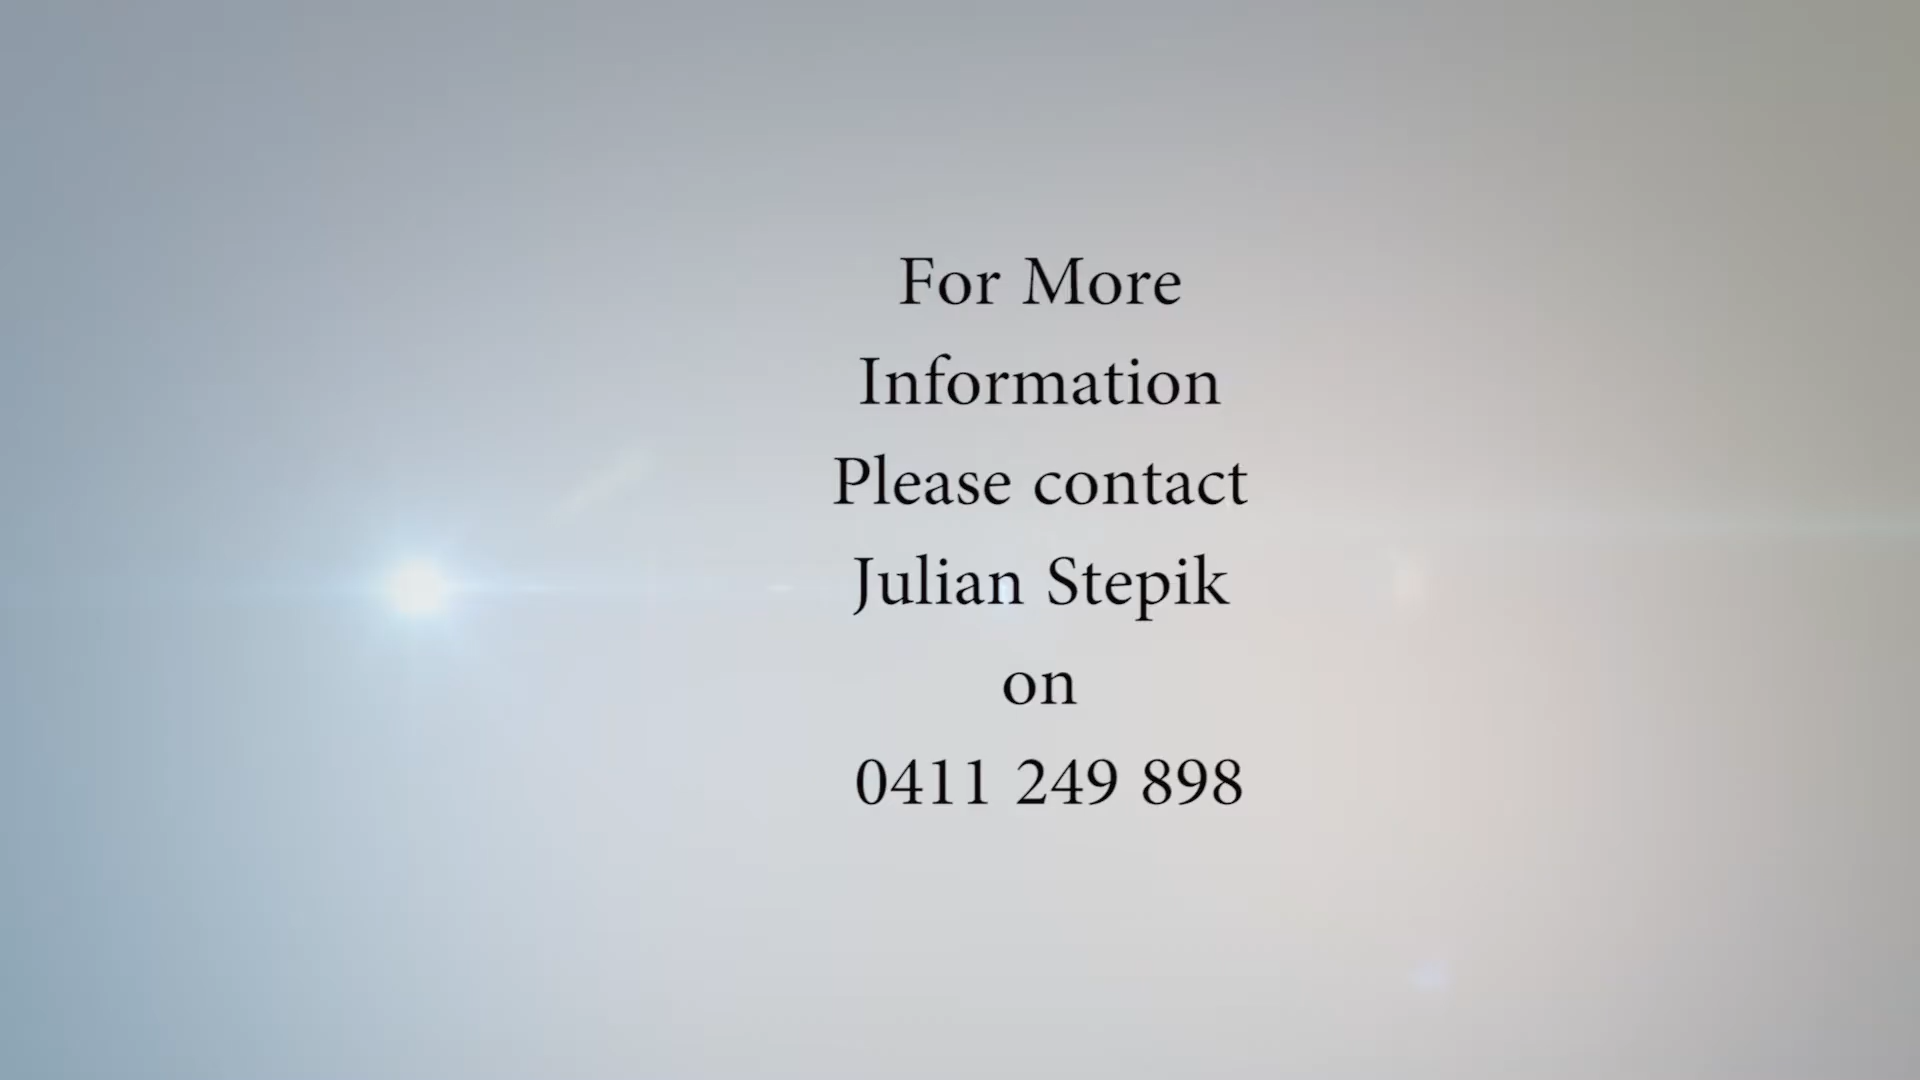 For More
Information
Please contact
Julian Stepik
on
0411 249 898